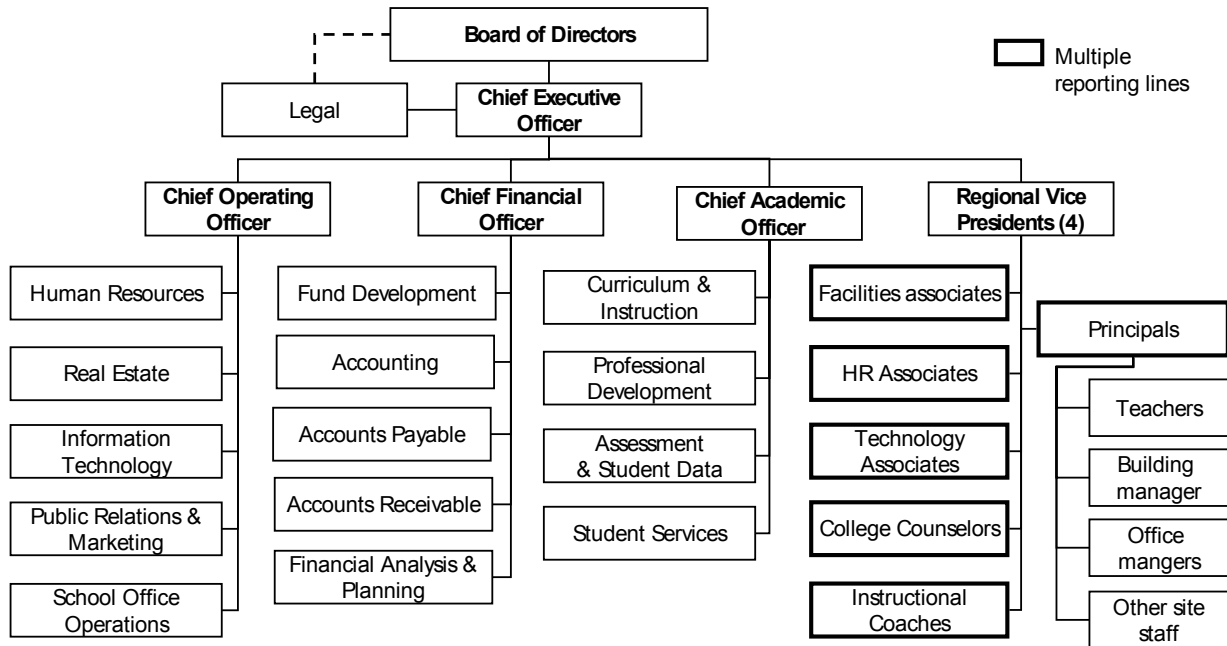 Board of Directors
Multiple
reporting lines
Legal
Chief Executive
Officer
Chief Operating
Officer
Chief Financial
Officer
Chief Academic
Officer
Regional Vice
Presidents (4)
Human Resources
Real Estate
Information
Technology
Public Relations &
Marketing
School Office
Operations
Fund Development
Accounting
Accounts Payable
Accounts Receivable
Financial Analysis &
Planning
Curriculum &
Instruction
Professional
Development
Assessment
& Student Data
Student Services
Facilities associates
HR Associates
Technology
Associates
College Counselors
Instructional
Coaches
Principals
Teachers
Building
manager
Office
mangers
Other site
staff